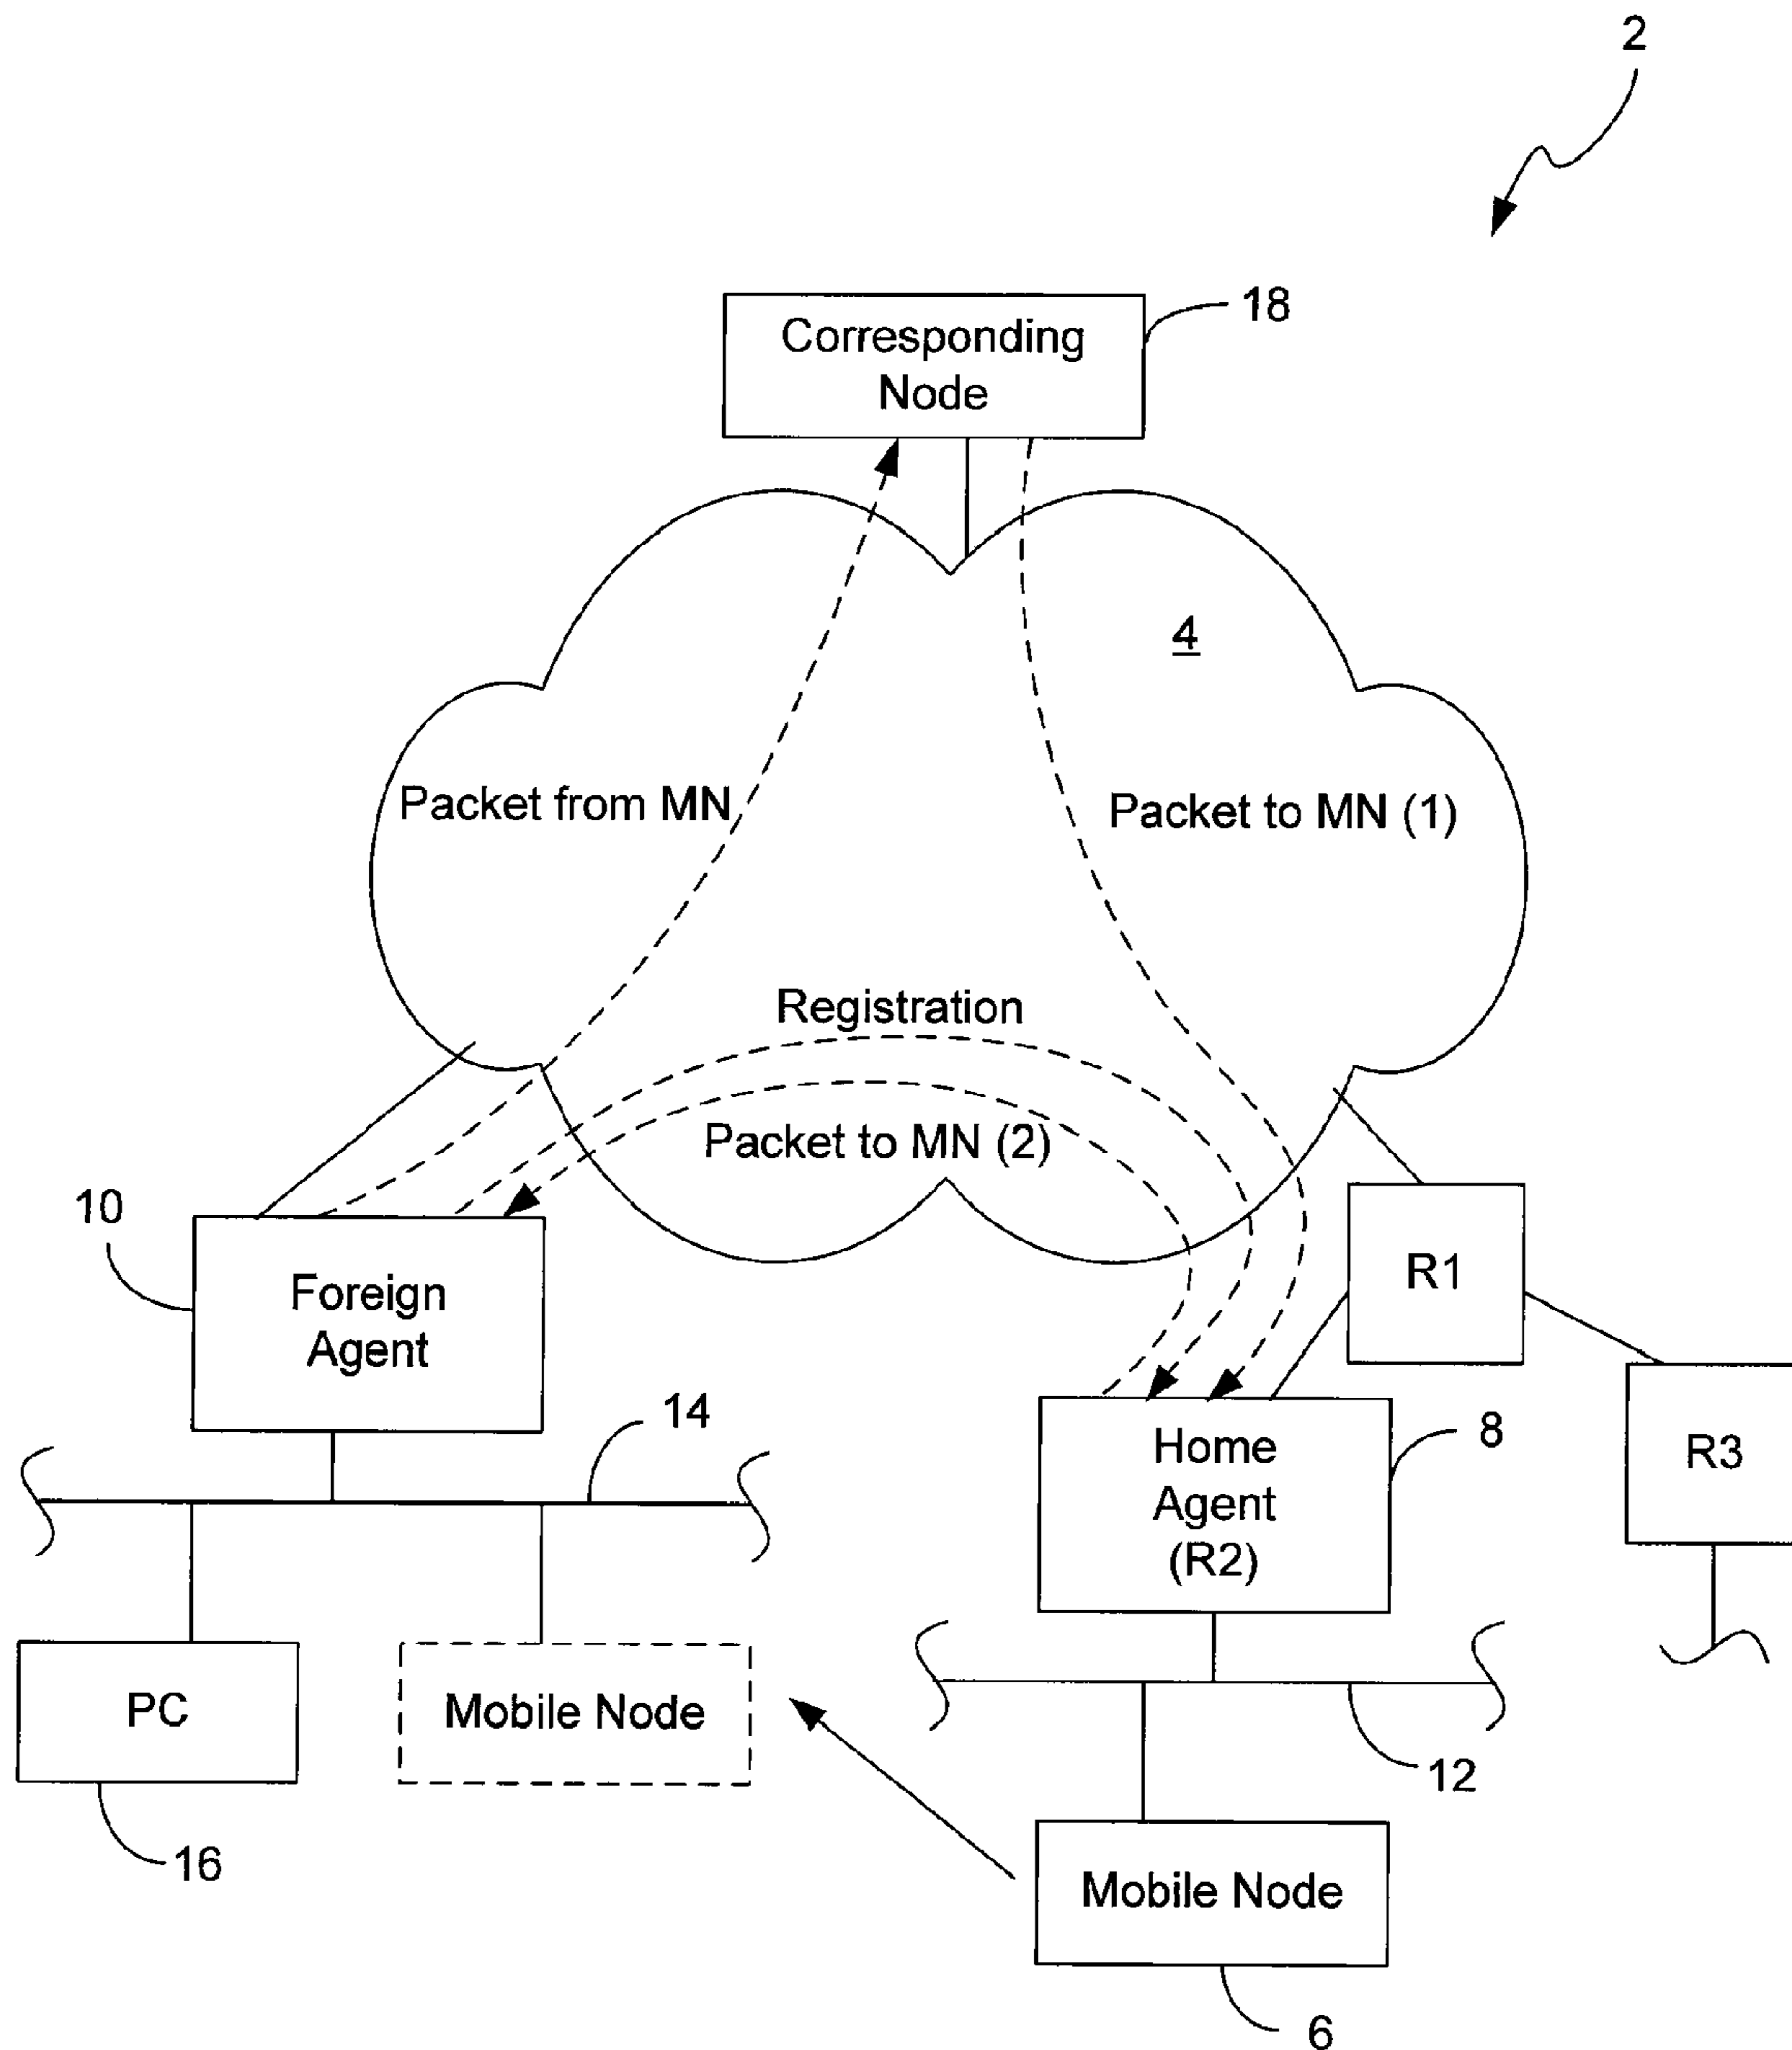 2
18
Corresponding
Node
4
Packet from MN
Packet to MN (1)
Registration
Packet to MN (2)
10
Foreign
Agent
R1
14
8
Home
Agent
(R2)
R3
PC
Mobile Node
12
16
Mobile Node
6